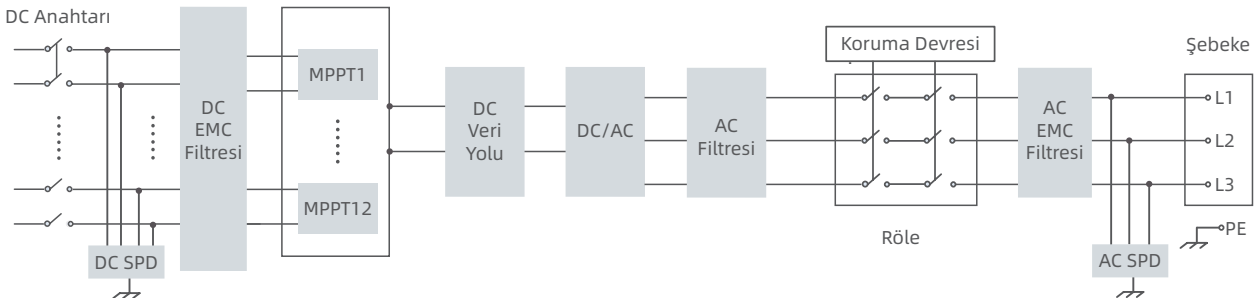 DC Anahtarı
DC SPD
DC
EMC
Filtresi
MPPT1
MPPT12
DC
Veri
Yolu
DC/AC
AC
Filtresi
Koruma Devresi
Röle
AC
EMC
Filtresi
AC SPD
Şebeke
L1
L2
L3
PE